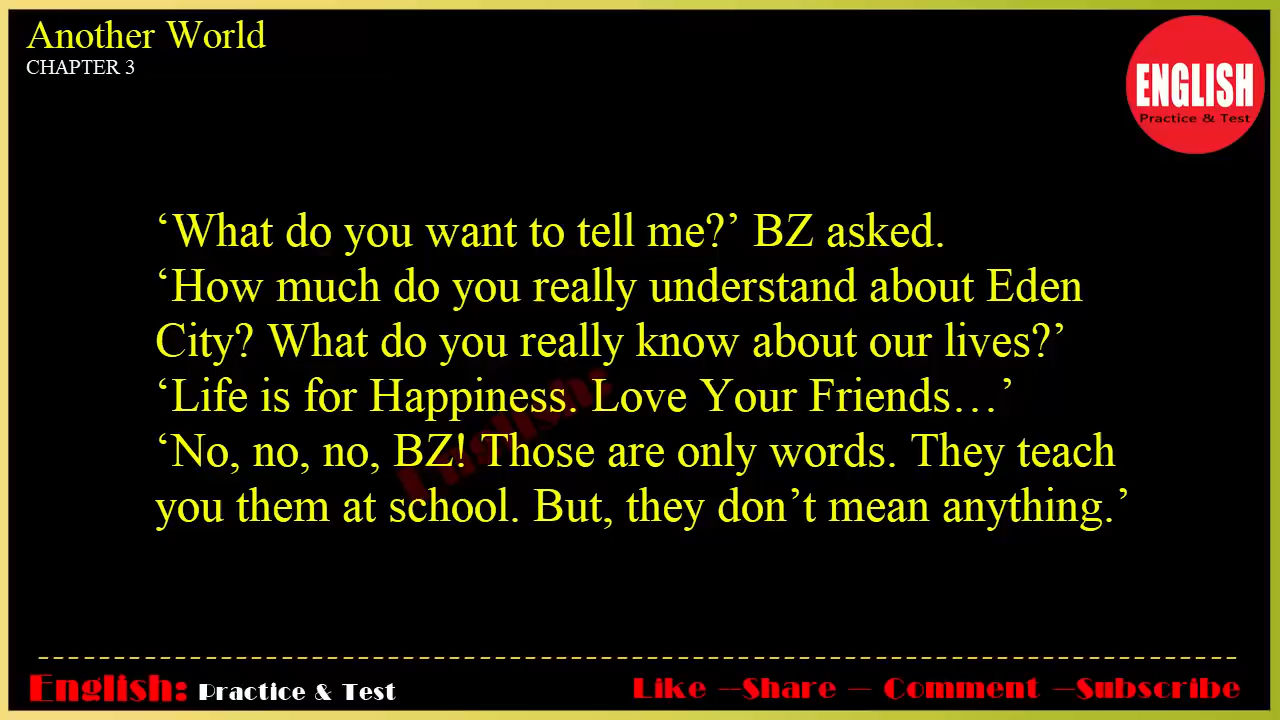 Another World
CHAPTER 3
ENGLISH
Practice & Test
‘What do you want to tell me?’ BZ asked.
‘How much do you really understand about Eden
City? What do you really know about our lives?’
‘Life is for Happiness. Love Your Friends…’
‘No, no, no, BZ! Those are only words. They teach
you them at school. But, they don’t mean anything.’
English:
English: Practice & Test
Like —Share — Comment —Subscribe